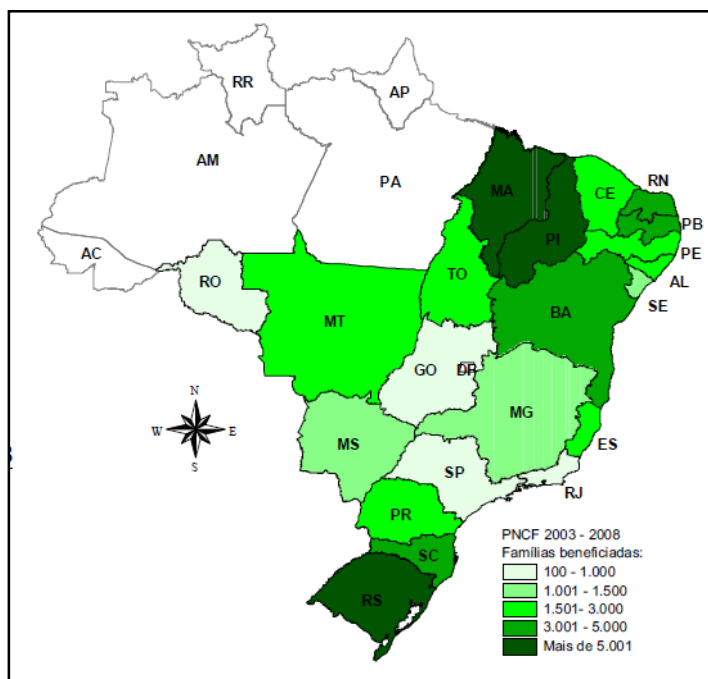 RR
AP
AM
PA
MA
CE
RN
PB
PI
PE
AC
TO
AL
RO
SE
BA
MT
GO
DF
MG
N
W
E
S
MS
ES
SP
RJ
PR
SC
RS
PNCF 2003 - 2008
Famílias beneficiadas:
100 - 1.000
1.001 - 1.500
1.501- 3.000
3.001 - 5.000
Mais de 5.001